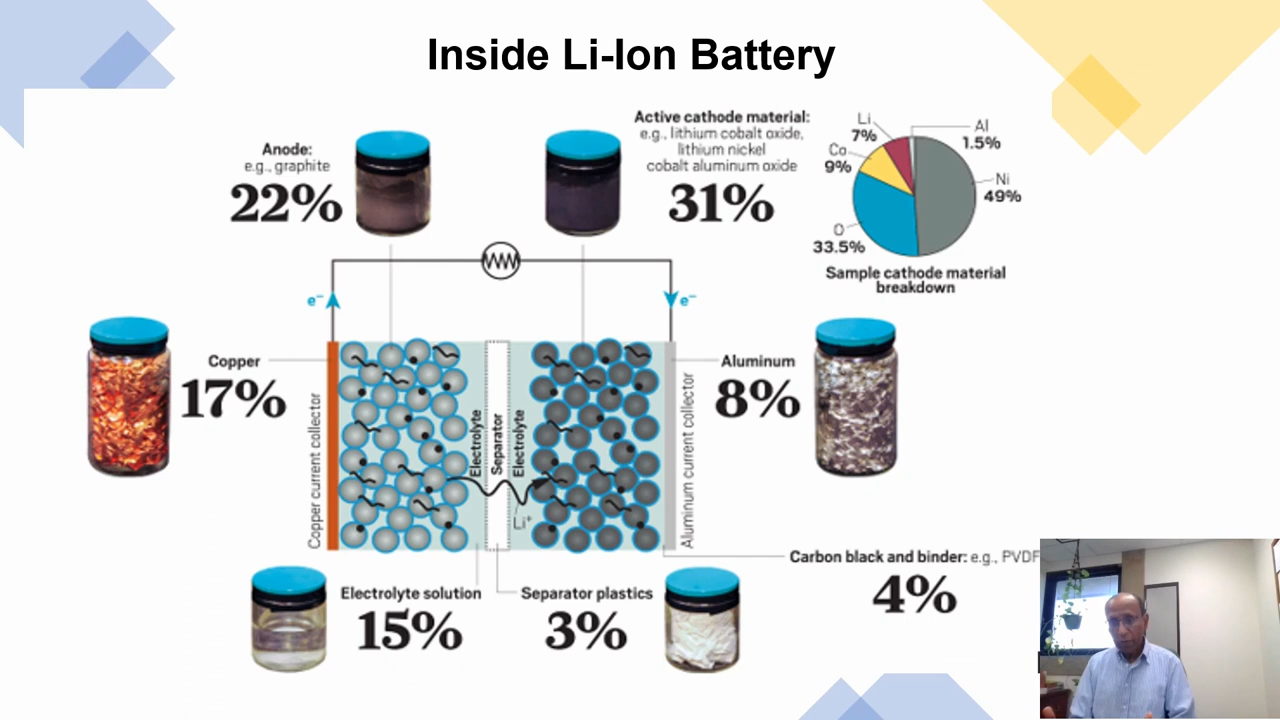 Inside Li-Ion Battery
Anode:
e.g., graphite
22%
Active cathode material:
e.g., lithium cobalt oxide,
lithium nickel
cobalt aluminum oxide
31%
Li
7%
Al
1.5%
Co
9%
Ni
49%
O
33.5%
Sample cathode material
breakdown
e⁻
e⁻
Copper
17%
Aluminum
8%
Copper current collector
Electrolyte
Separator
Electrolyte
Aluminum current collector
Li⁺
Carbon black and binder: e.g., PVDF
4%
Electrolyte solution
15%
Separator plastics
3%